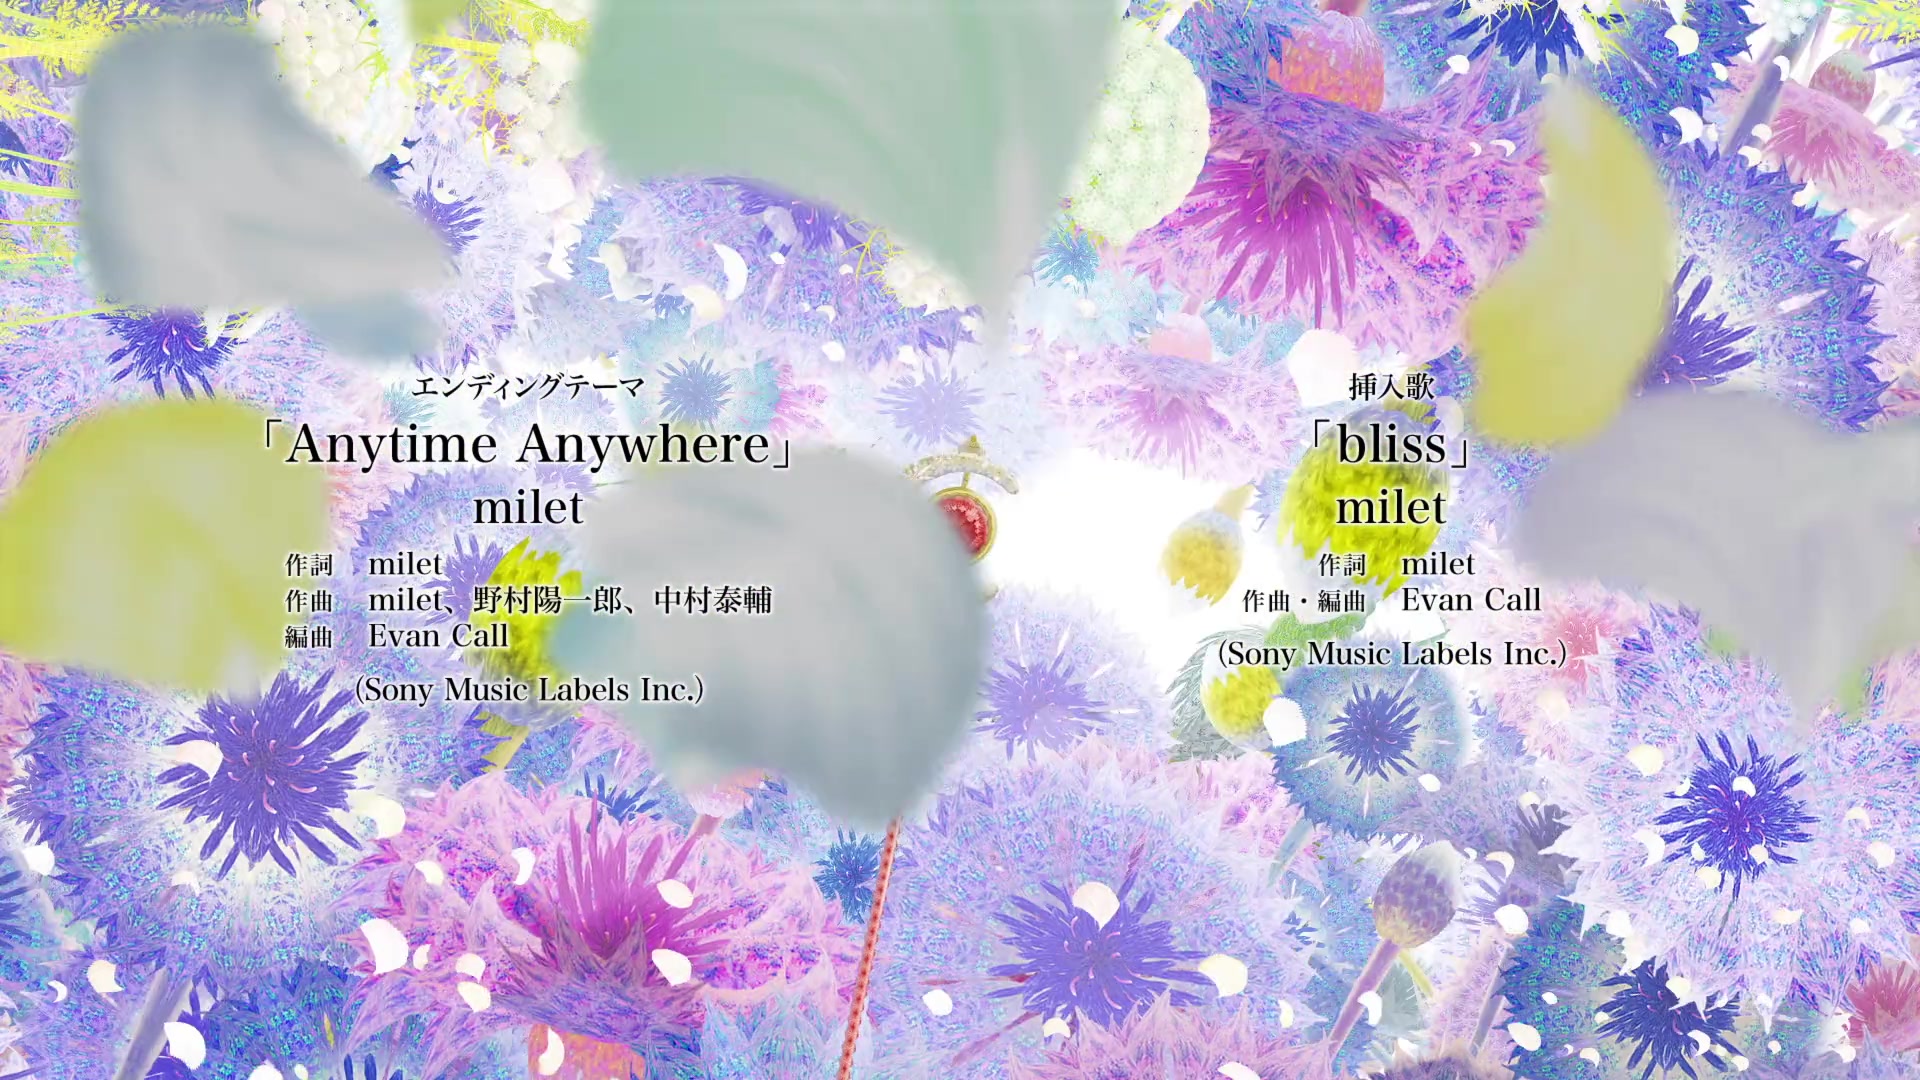 エンディングテーマ
「Anytime Anywhere」
milet
作詞 milet
作曲 milet、野村陽一郎、中村泰輔
編曲 Evan Call
(Sony Music Labels Inc.)
挿入歌
「bliss」
milet
作詞 milet
作曲・編曲 Evan Call
(Sony Music Labels Inc.)